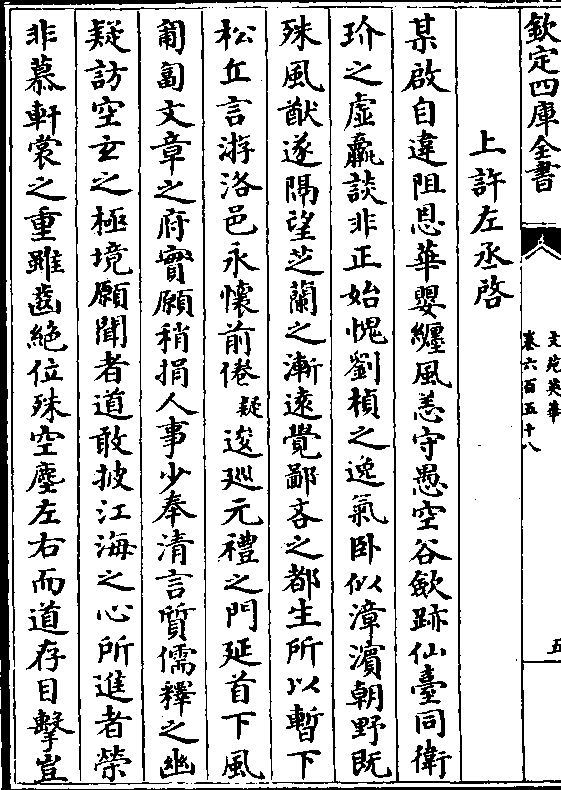 欽定四庫全書
文苑英華
卷六百五十八
五
上許左丞啓
某啟自違阻恩華嬰纏風恙守愚空谷斂跡仙臺同衛
玠之虛羸談非正始愧劉楨之逸氣卧似漳濱朝野既
殊風猷遂隔望芝蘭之漸遠覺鄙吝之都生所以暫下
松丘言游洛邑永懷前倦疑逡廵元禮之門延首下風
匍匐文章之府實願稍捐人事少奉清言質儒釋之幽
疑訪空玄之極境願聞者道敢披江海之心所進者榮
非慕軒裳之重雖齒絶位殊空塵左右而道存目擊豈